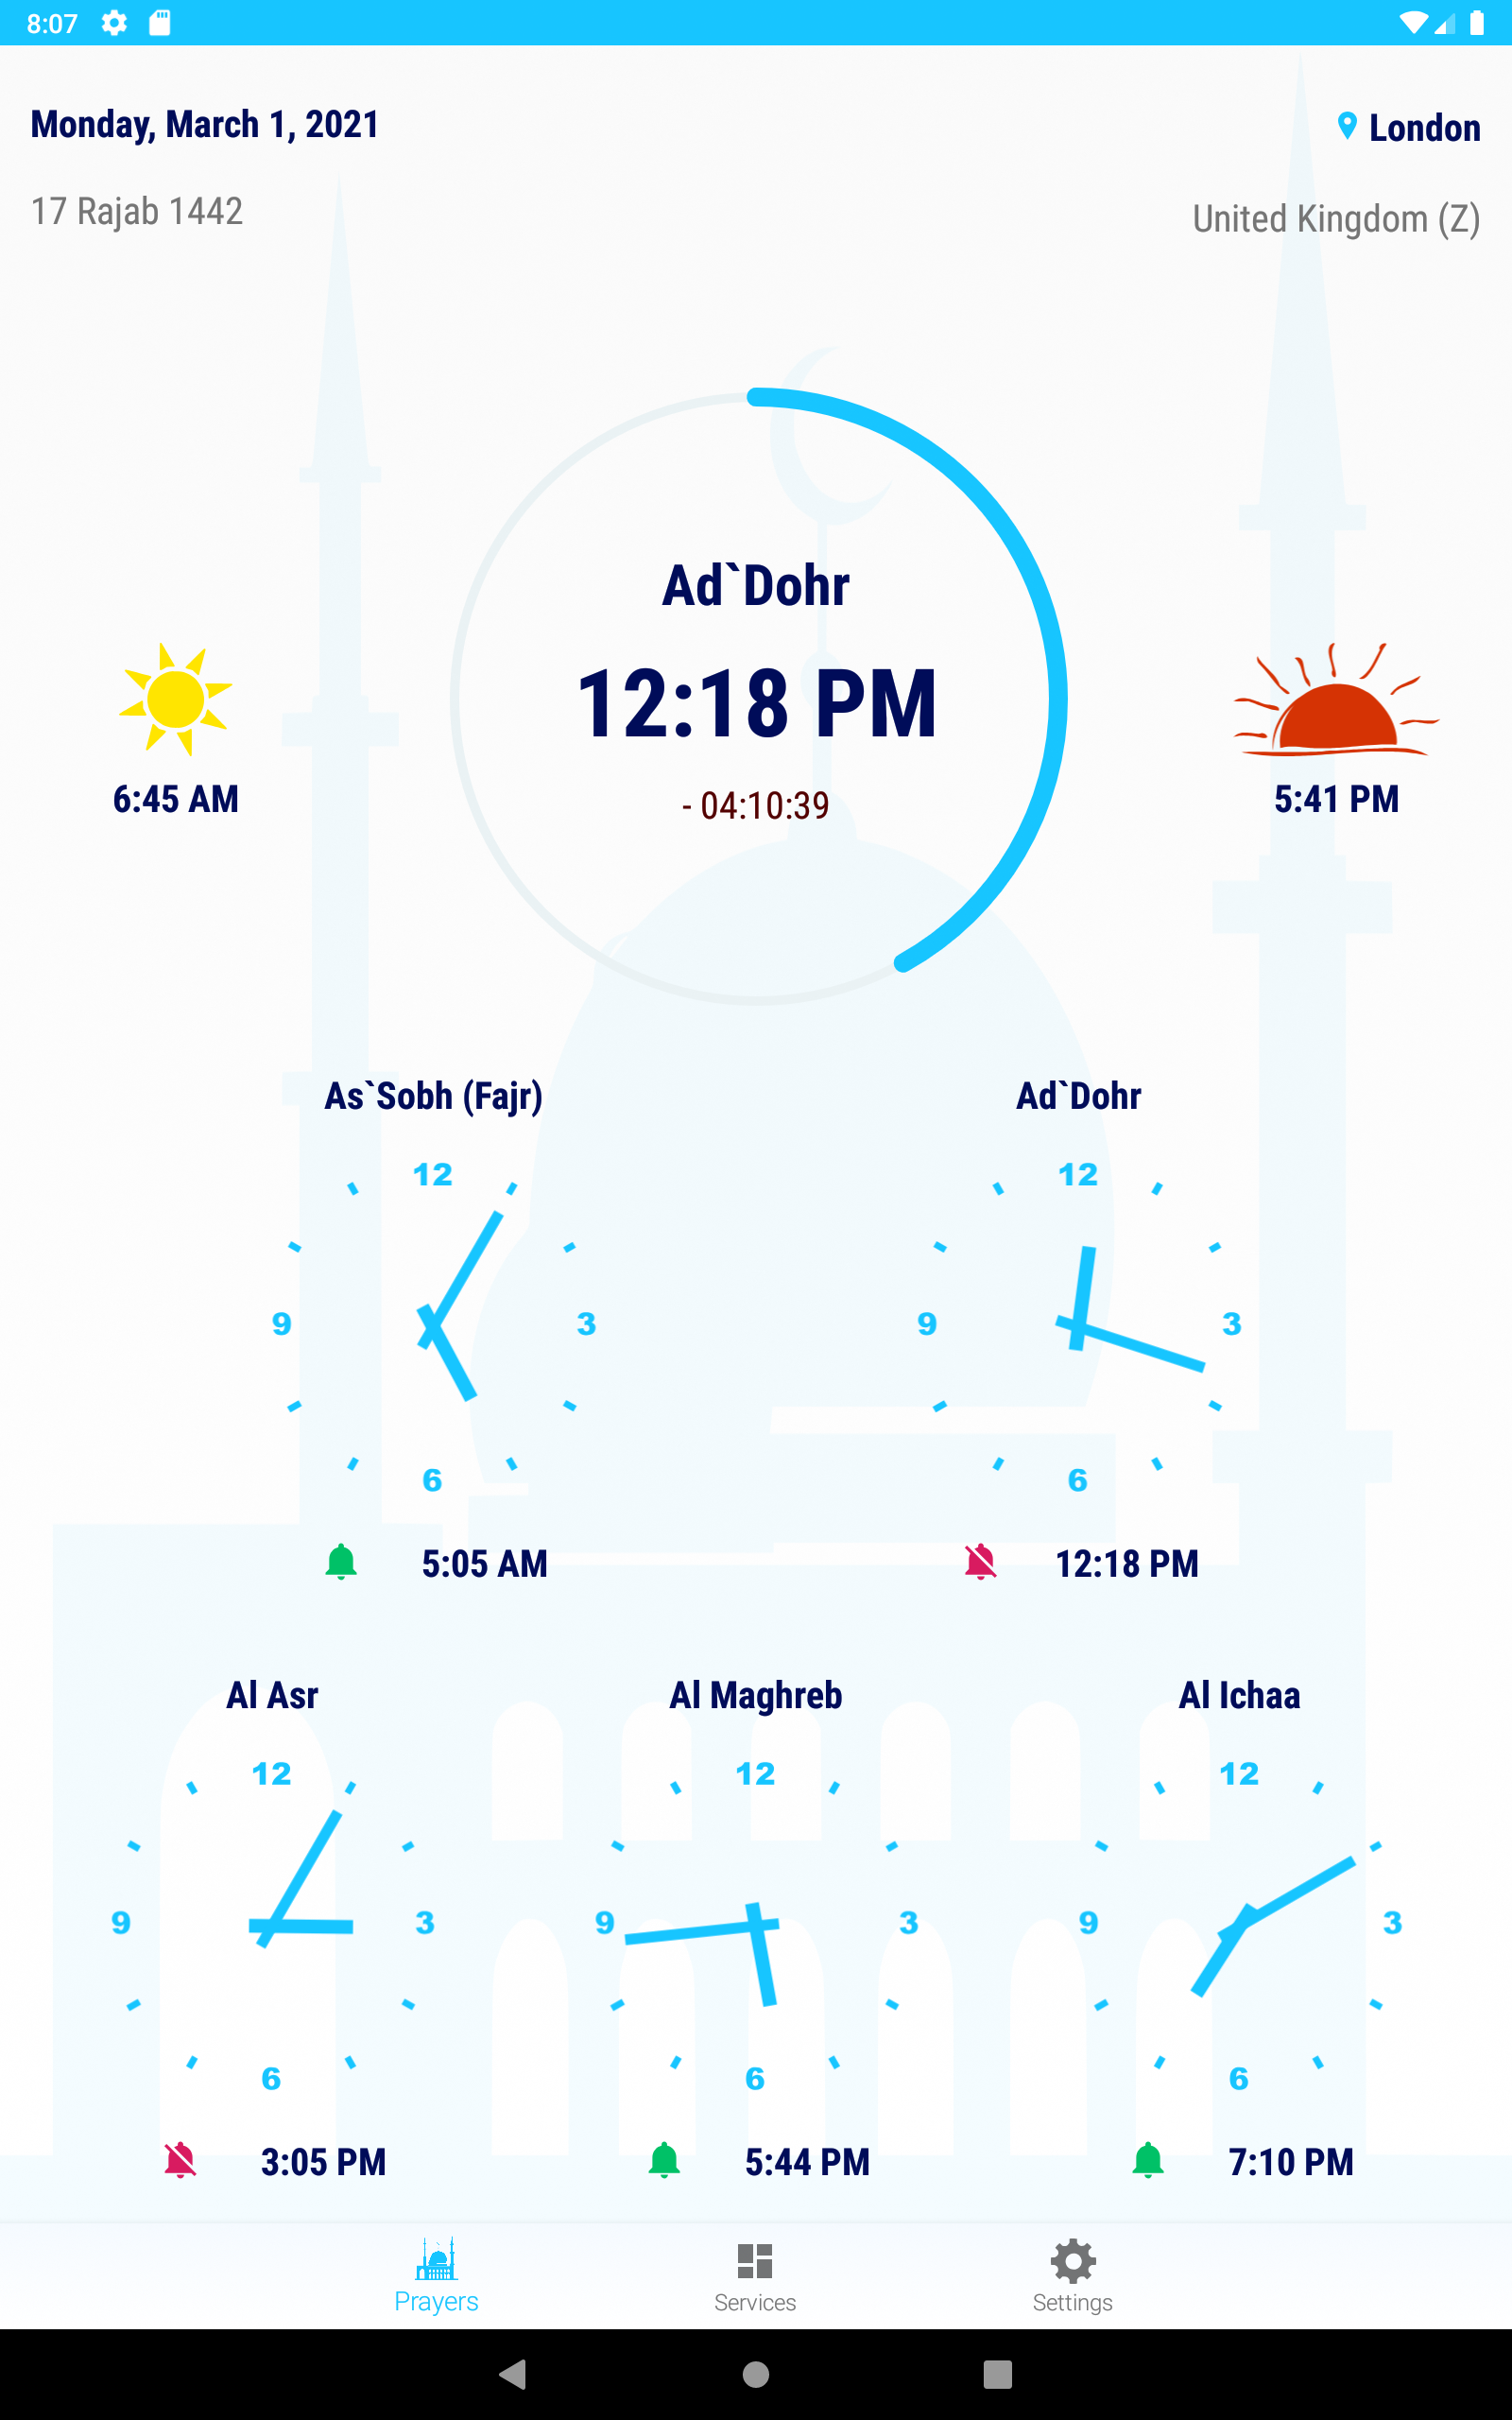 8:07
Monday, March 1, 2021
London
17 Rajab 1442
United Kingdom (Z)
Ad`Dohr
12:18 PM
- 04:10:39
6:45 AM
5:41 PM
As`Sobh (Fajr)
Ad`Dohr
12
3
6
9
12
3
6
9
5:05 AM
12:18 PM
Al Asr
Al Maghreb
Al Ichaa
12
3
6
9
12
3
6
9
12
3
6
9
3:05 PM
5:44 PM
7:10 PM
Prayers
Services
Settings